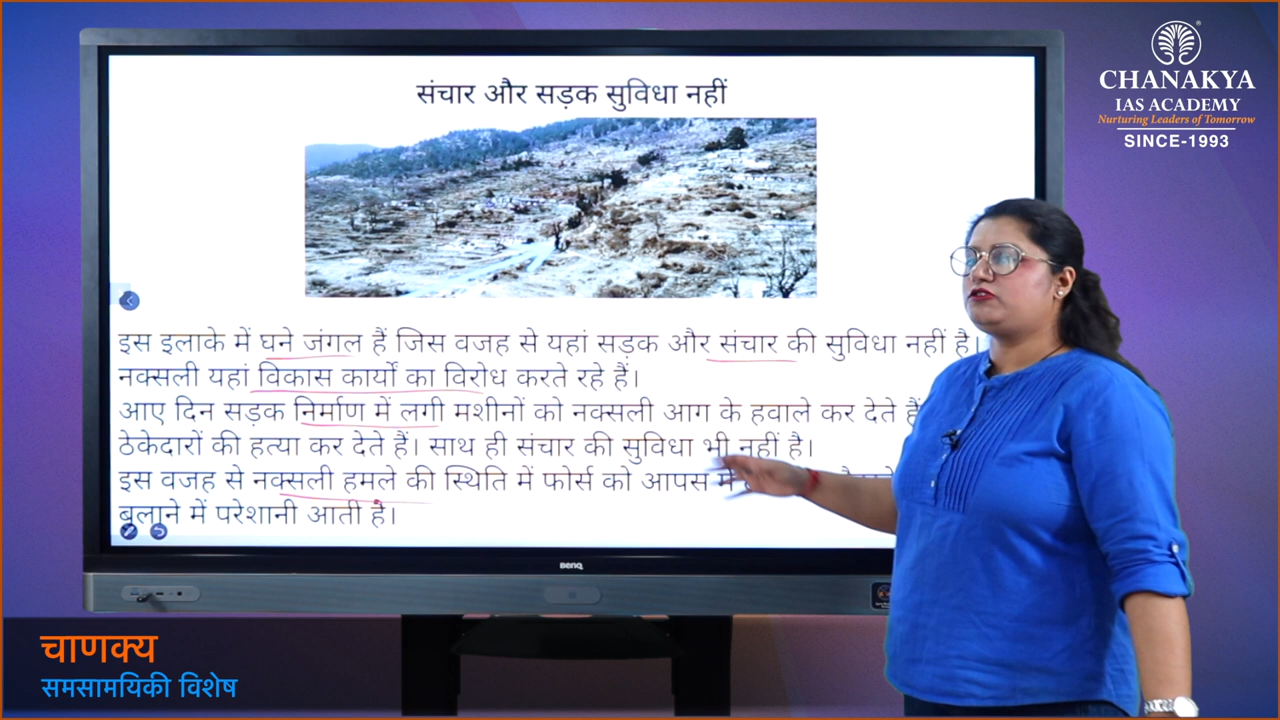 संचार और सड़क सुविधा नहीं
इस इलाके में घने जंगल हैं जिस वजह से यहां सड़क और संचार की सुविधा नहीं है।
नक्सली यहां विकास कार्यों का विरोध करते रहे हैं।
आए दिन सड़क निर्माण में लगी मशीनों को नक्सली आग के हवाले कर देते हैं
ठेकेदारों की हत्या कर देते हैं। साथ ही संचार की सुविधा भी नहीं है।
इस वजह से नक्सली हमले की स्थिति में फोर्स को आपस में
बुलाने में परेशानी आती है।
BenQ
CHANAKYA
IAS ACADEMY
Nurturing Leaders of Tomorrow
SINCE-1993
चाणक्य
समसामयिकी विशेष